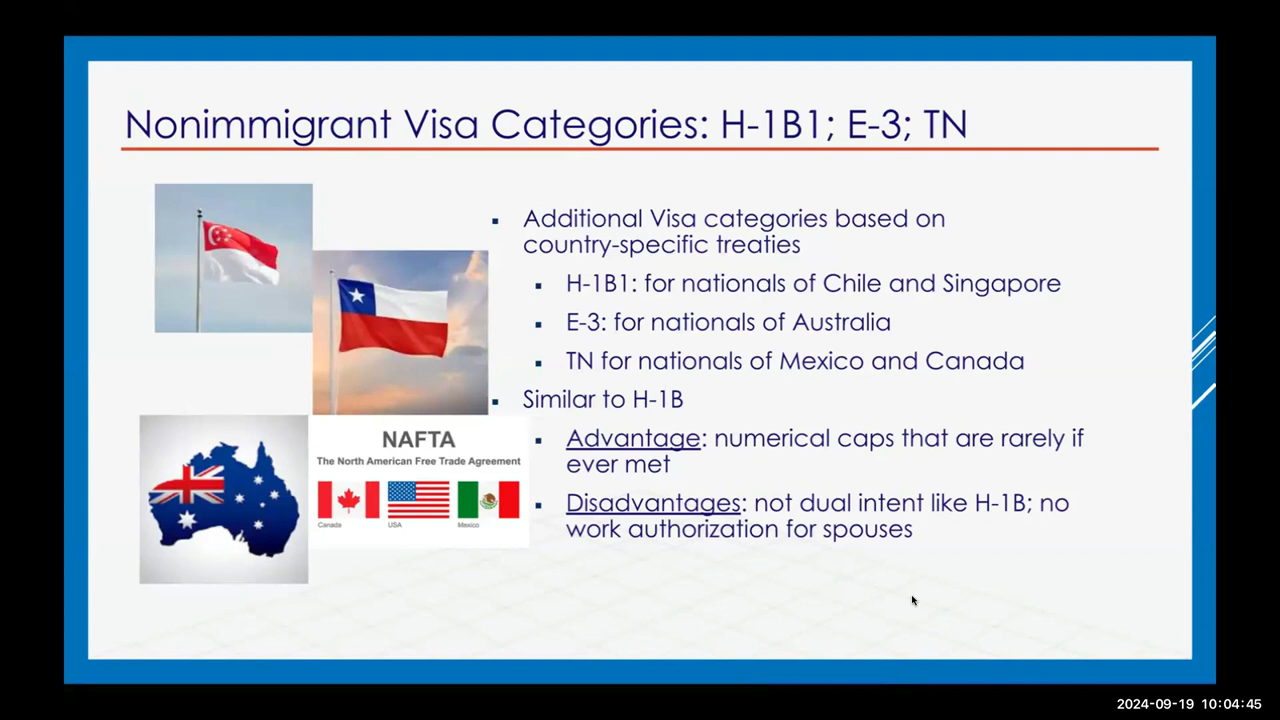 Nonimmigrant Visa Categories: H-1B1; E-3; TN
▪ Additional Visa categories based on
country-specific treaties
▪ H-1B1: for nationals of Chile and Singapore
▪ E-3: for nationals of Australia
▪ TN for nationals of Mexico and Canada
▪ Similar to H-1B
▪ Advantage: numerical caps that are rarely if
ever met
▪ Disadvantages: not dual intent like H-1B; no
work authorization for spouses
NAFTA
The North American Free Trade Agreement
Canada USA Mexico
2024-09-19 10:04:45